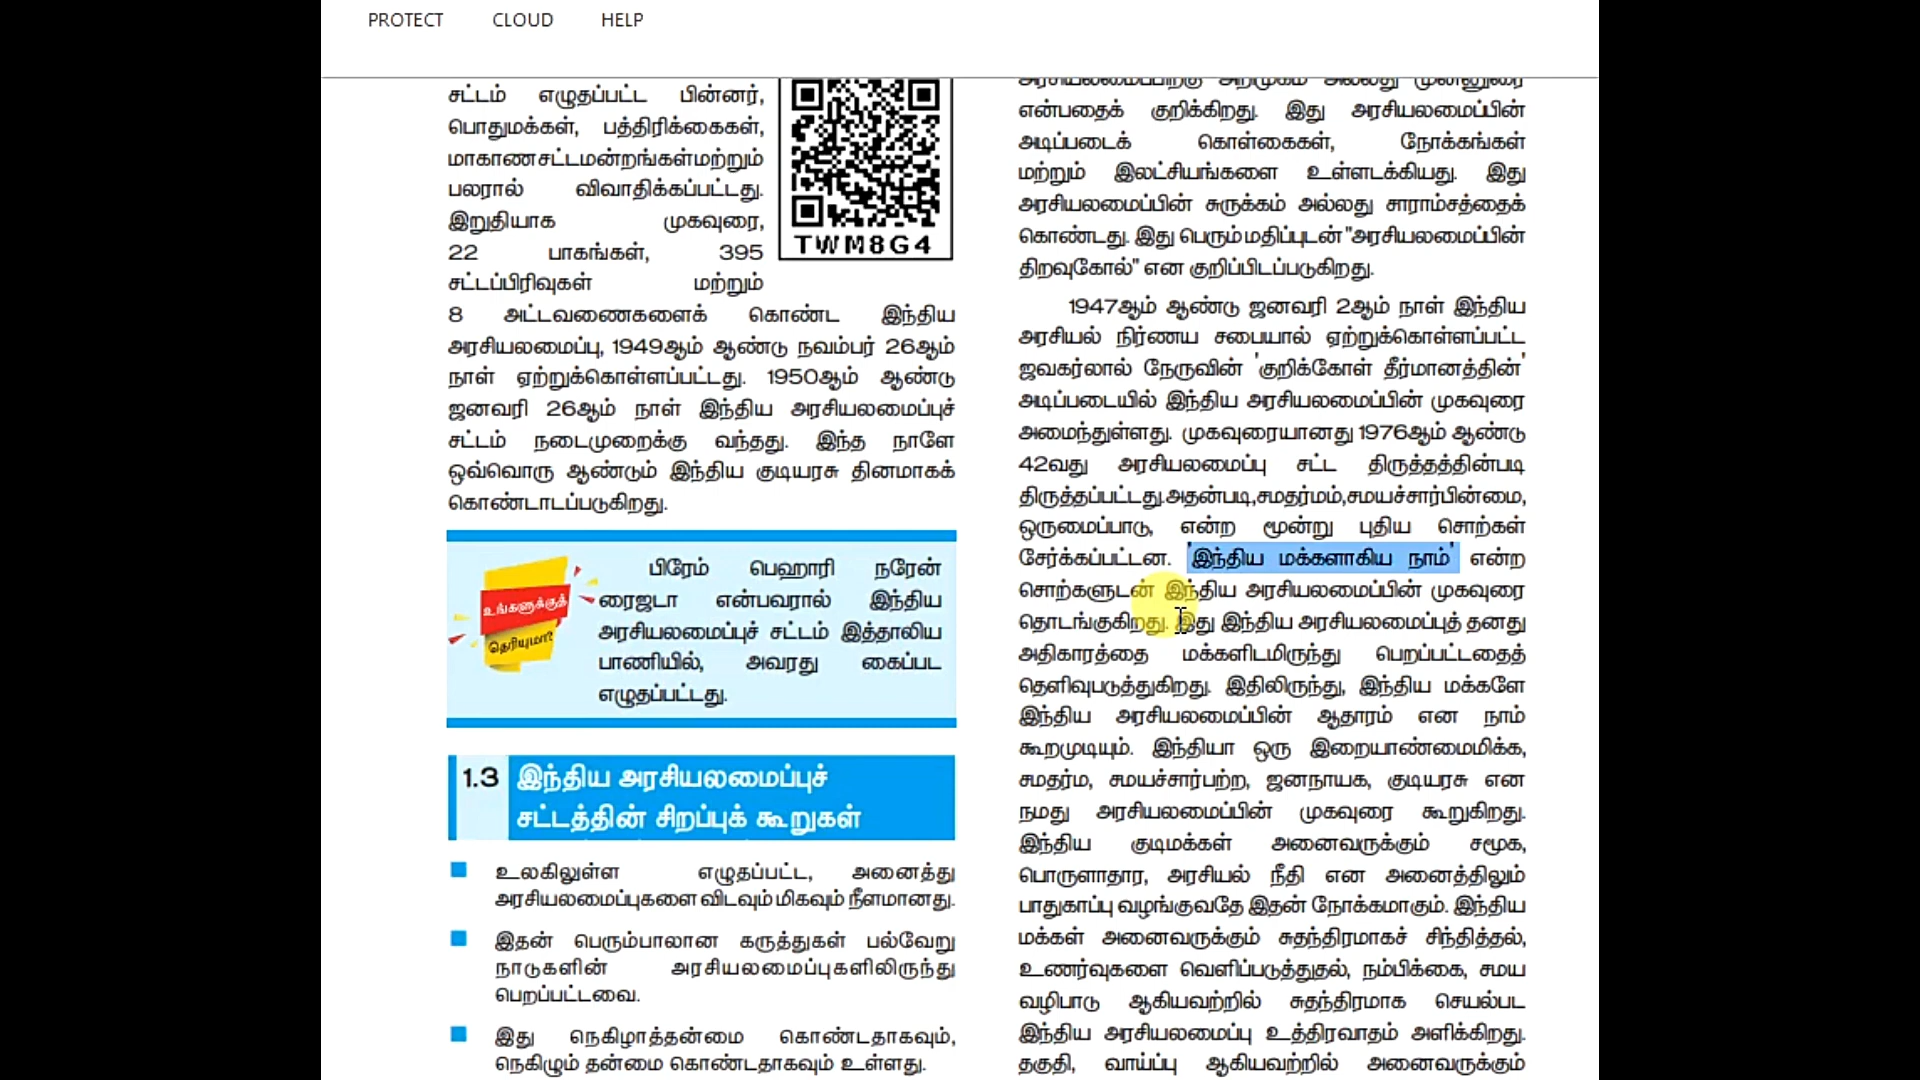 PROTECT CLOUD HELP
சட்டம் எழுதப்பட்ட பின்னர்,
பொதுமக்கள், பத்திரிக்கைகள்,
மாகாணசட்டமன்றங்கள்மற்றும்
பலரால் விவாதிக்கப்பட்டது.
இறுதியாக முகவுரை,
22 பாகங்கள், 395
சட்டப்பிரிவுகள் மற்றும்
TWM8G4
8 அட்டவணைகளைக் கொண்ட இந்திய
அரசியலமைப்பு, 1949ஆம் ஆண்டு நவம்பர் 26ஆம்
நாள் ஏற்றுக்கொள்ளப்பட்டது. 1950ஆம் ஆண்டு
ஜனவரி 26ஆம் நாள் இந்திய அரசியலமைப்புச்
சட்டம் நடைமுறைக்கு வந்தது. இந்த நாளே
ஒவ்வொரு ஆண்டும் இந்திய குடியரசு தினமாகக்
கொண்டாடப்படுகிறது.
உங்களுக்குத்
தெரியுமா?
பிரேம் பெஹாரி நரேன்
ரைஜடா என்பவரால் இந்திய
அரசியலமைப்புச் சட்டம் இத்தாலிய
பாணியில், அவரது கைப்பட
எழுதப்பட்டது.
1.3 இந்திய அரசியலமைப்புச்
சட்டத்தின் சிறப்புக் கூறுகள்
உலகிலுள்ள எழுதப்பட்ட, அனைத்து
அரசியலமைப்புகளை விடவும் மிகவும் நீளமானது.
இதன் பெரும்பாலான கருத்துகள் பல்வேறு
நாடுகளின் அரசியலமைப்புகளிலிருந்து
பெறப்பட்டவை.
இது நெகிழாத்தன்மை கொண்டதாகவும்,
நெகிழும் தன்மை கொண்டதாகவும் உள்ளது.
அரசியலமைப்பிற்கு அறிமுகம் அல்லது முன்னுரை
என்பதைக் குறிக்கிறது. இது அரசியலமைப்பின்
அடிப்படைக் கொள்கைகள், நோக்கங்கள்
மற்றும் இலட்சியங்களை உள்ளடக்கியது. இது
அரசியலமைப்பின் சுருக்கம் அல்லது சாராம்சத்தைக்
கொண்டது. இது பெரும் மதிப்புடன் "அரசியலமைப்பின்
திறவுகோல்" என குறிப்பிடப்படுகிறது.
1947ஆம் ஆண்டு ஜனவரி 2ஆம் நாள் இந்திய
அரசியல் நிர்ணய சபையால் ஏற்றுக்கொள்ளப்பட்ட
ஜவகர்லால் நேருவின் 'குறிக்கோள் தீர்மானத்தின்'
அடிப்படையில் இந்திய அரசியலமைப்பின் முகவுரை
அமைந்துள்ளது. முகவுரையானது 1976ஆம் ஆண்டு
42வது அரசியலமைப்பு சட்ட திருத்தத்தின்படி
திருத்தப்பட்டது.அதன்படி,சமதர்மம்,சமயச்சார்பின்மை,
ஒருமைப்பாடு, என்ற மூன்று புதிய சொற்கள்
சேர்க்கப்பட்டன. 'இந்திய மக்களாகிய நாம்' என்ற
சொற்களுடன் இந்திய அரசியலமைப்பின் முகவுரை
தொடங்குகிறது. இது இந்திய அரசியலமைப்புத் தனது
அதிகாரத்தை மக்களிடமிருந்து பெறப்பட்டதைத்
தெளிவுபடுத்துகிறது. இதிலிருந்து, இந்திய மக்களே
இந்திய அரசியலமைப்பின் ஆதாரம் என நாம்
கூறமுடியும். இந்தியா ஒரு இறையாண்மைமிக்க,
சமதர்ம, சமயச்சார்பற்ற, ஜனநாயக, குடியரசு என
நமது அரசியலமைப்பின் முகவுரை கூறுகிறது.
இந்திய குடிமக்கள் அனைவருக்கும் சமூக,
பொருளாதார, அரசியல் நீதி என அனைத்திலும்
பாதுகாப்பு வழங்குவதே இதன் நோக்கமாகும். இந்திய
மக்கள் அனைவருக்கும் சுதந்திரமாகச் சிந்தித்தல்,
உணர்வுகளை வெளிப்படுத்துதல், நம்பிக்கை, சமய
வழிபாடு ஆகியவற்றில் சுதந்திரமாக செயல்பட
இந்திய அரசியலமைப்பு உத்திரவாதம் அளிக்கிறது.
தகுதி, வாய்ப்பு ஆகியவற்றில் அனைவருக்கும்